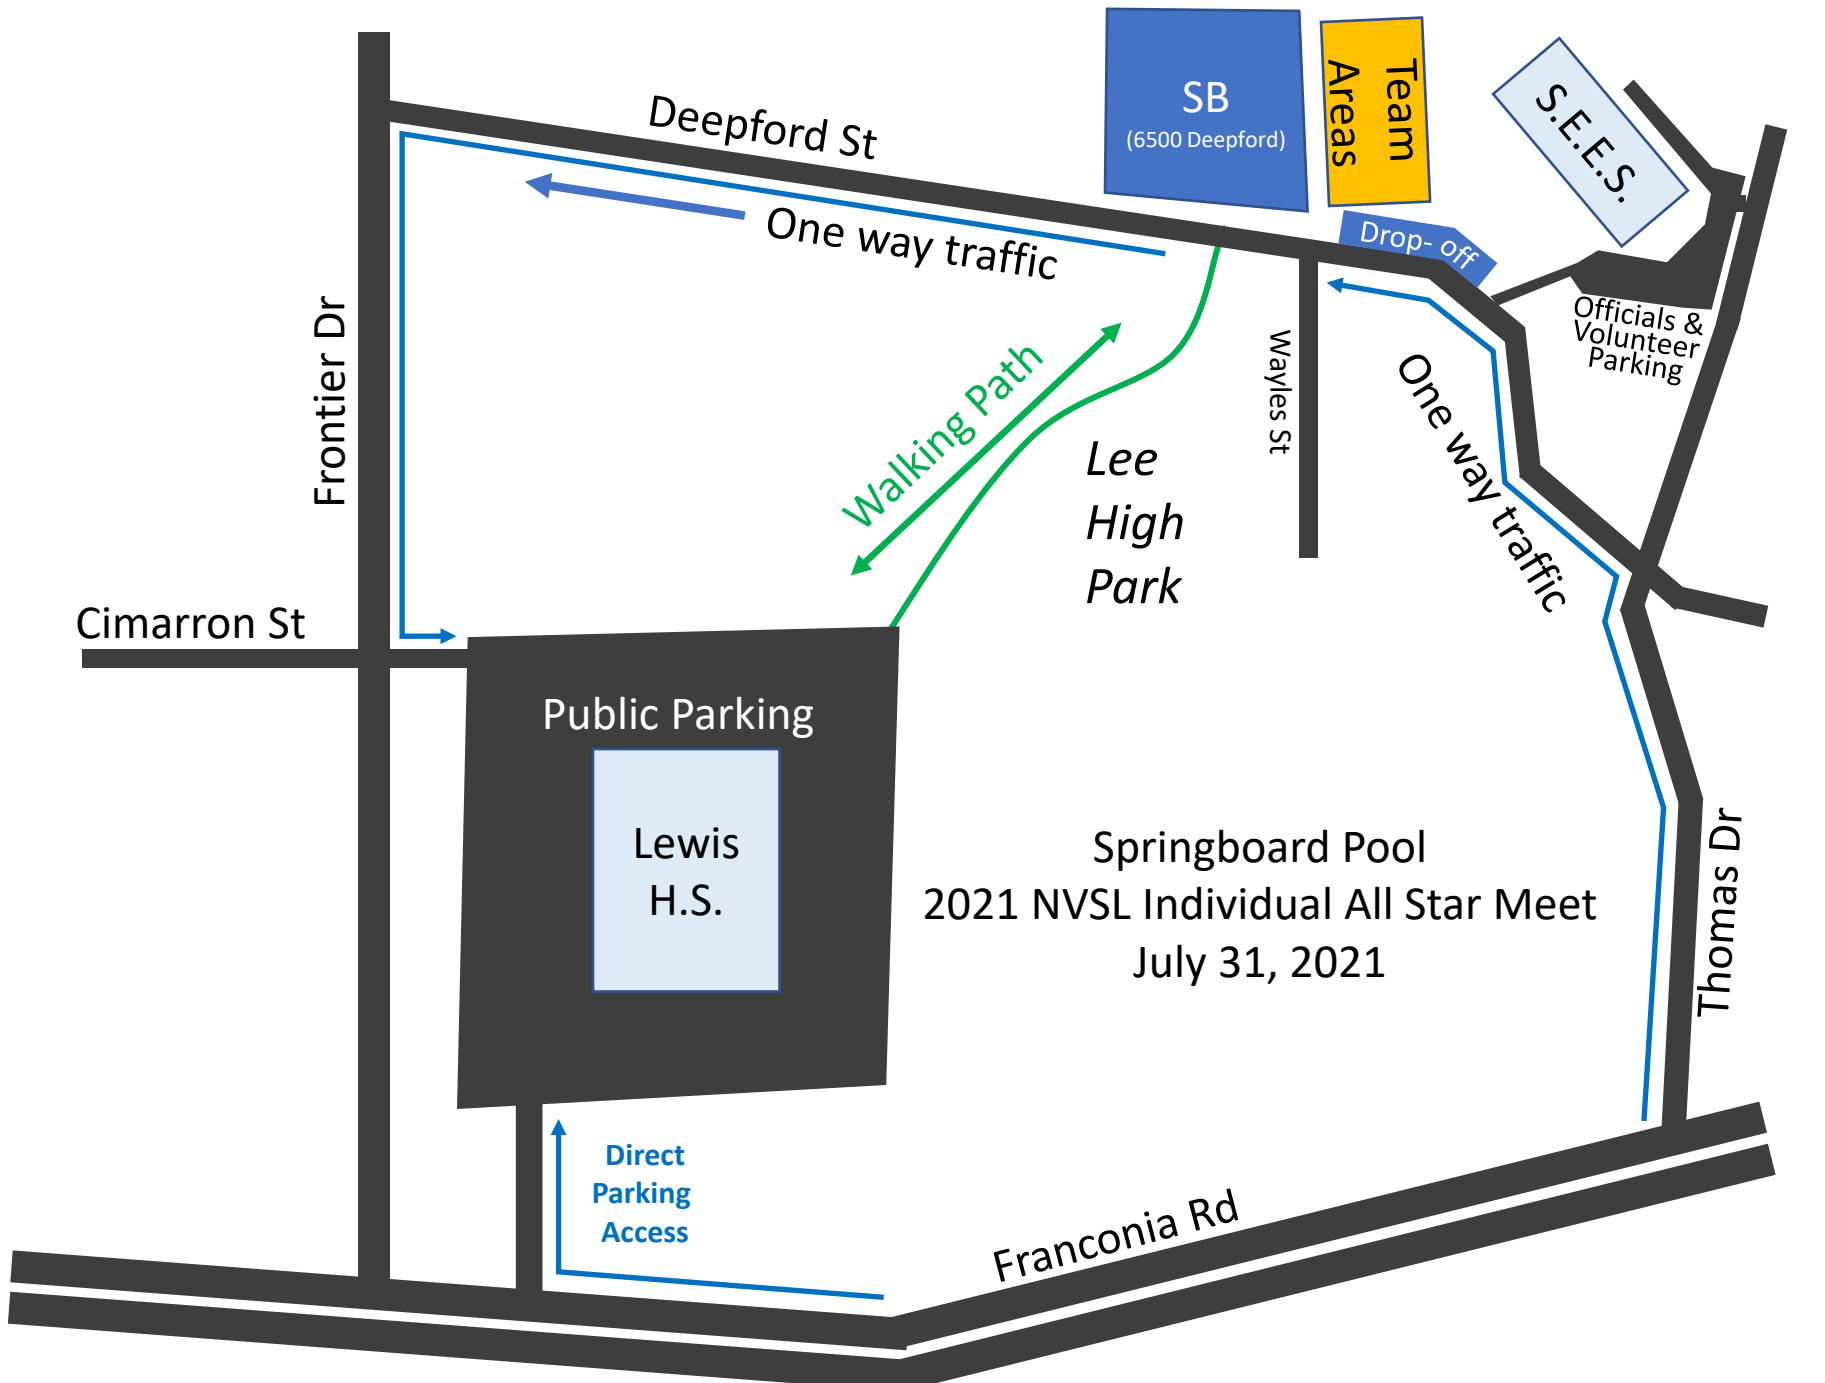 Deepford St
SB
(6500 Deepford)
Team
Areas
S.E.E.S.
Drop- off
One way traffic
Officials &
Volunteer
Parking
Frontier Dr
Walking Path
Wayles St
One way traffic
Lee
High
Park
Cimarron St
Public Parking
Lewis
H.S.
Springboard Pool
2021 NVSL Individual All Star Meet
July 31, 2021
Thomas Dr
Direct
Parking
Access
Franconia Rd